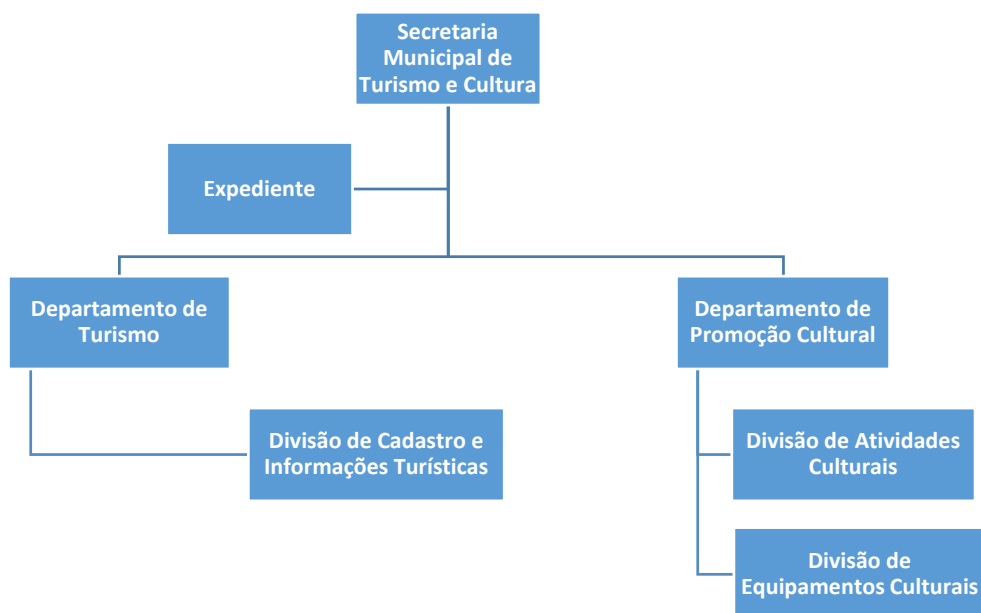 Secretaria
Municipal de
Turismo e Cultura
Expediente
Departamento de
Turismo
Departamento de
Promoção Cultural
Divisão de Cadastro e
Informações Turísticas
Divisão de Atividades
Culturais
Divisão de
Equipamentos Culturais